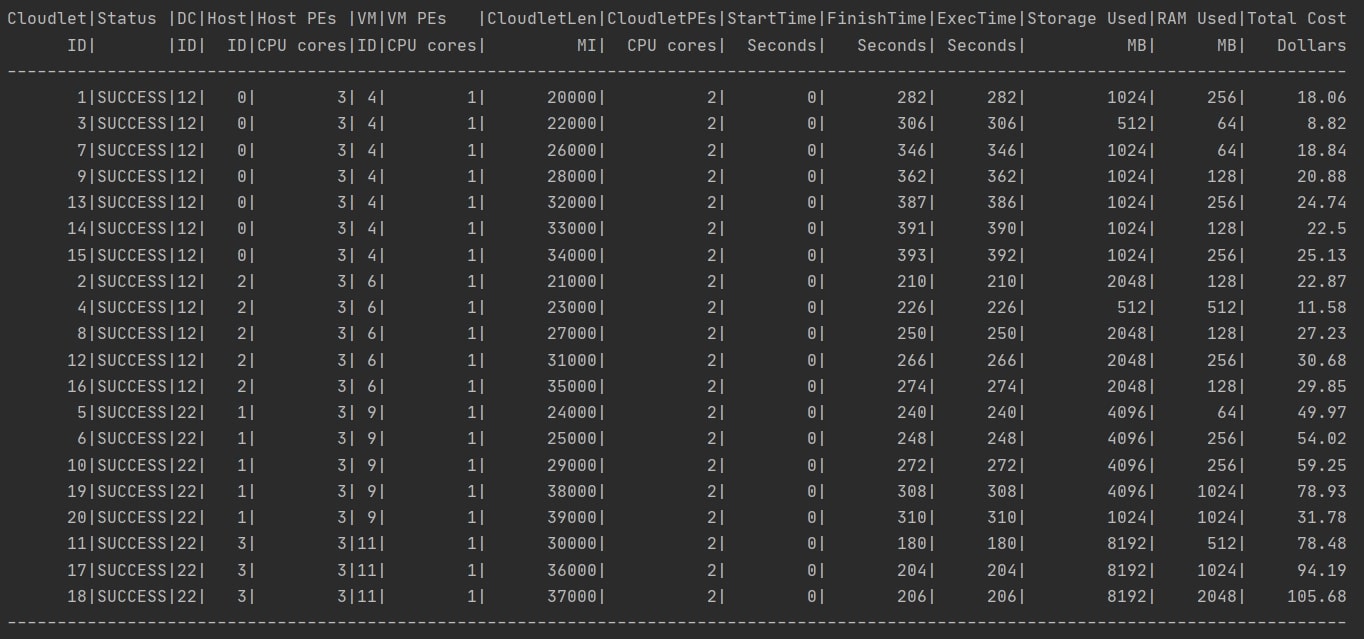 Cloudlet|Status |DC|Host|Host PEs |VM|VM PEs   |CloudletLen|CloudletPEs|StartTime|FinishTime|ExecTime|Storage Used|RAM Used|Total Cost
      ID|       |ID|  ID|CPU cores|ID|CPU cores|         MI|  CPU cores|  Seconds|   Seconds| Seconds|          MB|      MB|   Dollars
--------------------------------------------------------------------------------------------------------------------------------------
       1|SUCCESS|12|   0|        3| 4|        1|      20000|          2|        0|       282|     282|        1024|     256|     18.06
       3|SUCCESS|12|   0|        3| 4|        1|      22000|          2|        0|       306|     306|         512|      64|      8.82
       7|SUCCESS|12|   0|        3| 4|        1|      26000|          2|        0|       346|     346|        1024|      64|     18.84
       9|SUCCESS|12|   0|        3| 4|        1|      28000|          2|        0|       362|     362|        1024|     128|     20.88
      13|SUCCESS|12|   0|        3| 4|        1|      32000|          2|        0|       387|     386|        1024|     256|     24.74
      14|SUCCESS|12|   0|        3| 4|        1|      33000|          2|        0|       391|     390|        1024|     128|      22.5
      15|SUCCESS|12|   0|        3| 4|        1|      34000|          2|        0|       393|     392|        1024|     256|     25.13
       2|SUCCESS|12|   2|        3| 6|        1|      21000|          2|        0|       210|     210|        2048|     128|     22.87
       4|SUCCESS|12|   2|        3| 6|        1|      23000|          2|        0|       226|     226|         512|     512|     11.58
       8|SUCCESS|12|   2|        3| 6|        1|      27000|          2|        0|       250|     250|        2048|     128|     27.23
      12|SUCCESS|12|   2|        3| 6|        1|      31000|          2|        0|       266|     266|        2048|     256|     30.68
      16|SUCCESS|12|   2|        3| 6|        1|      35000|          2|        0|       274|     274|        2048|     128|     29.85
       5|SUCCESS|22|   1|        3| 9|        1|      24000|          2|        0|       240|     240|        4096|      64|     49.97
       6|SUCCESS|22|   1|        3| 9|        1|      25000|          2|        0|       248|     248|        4096|     256|     54.02
      10|SUCCESS|22|   1|        3| 9|        1|      29000|          2|        0|       272|     272|        4096|     256|     59.25
      19|SUCCESS|22|   1|        3| 9|        1|      38000|          2|        0|       308|     308|        4096|    1024|     78.93
      20|SUCCESS|22|   1|        3| 9|        1|      39000|          2|        0|       310|     310|        1024|    1024|     31.78
      11|SUCCESS|22|   3|        3|11|        1|      30000|          2|        0|       180|     180|        8192|     512|     78.48
      17|SUCCESS|22|   3|        3|11|        1|      36000|          2|        0|       204|     204|        8192|    1024|     94.19
      18|SUCCESS|22|   3|        3|11|        1|      37000|          2|        0|       206|     206|        8192|    2048|    105.68
--------------------------------------------------------------------------------------------------------------------------------------